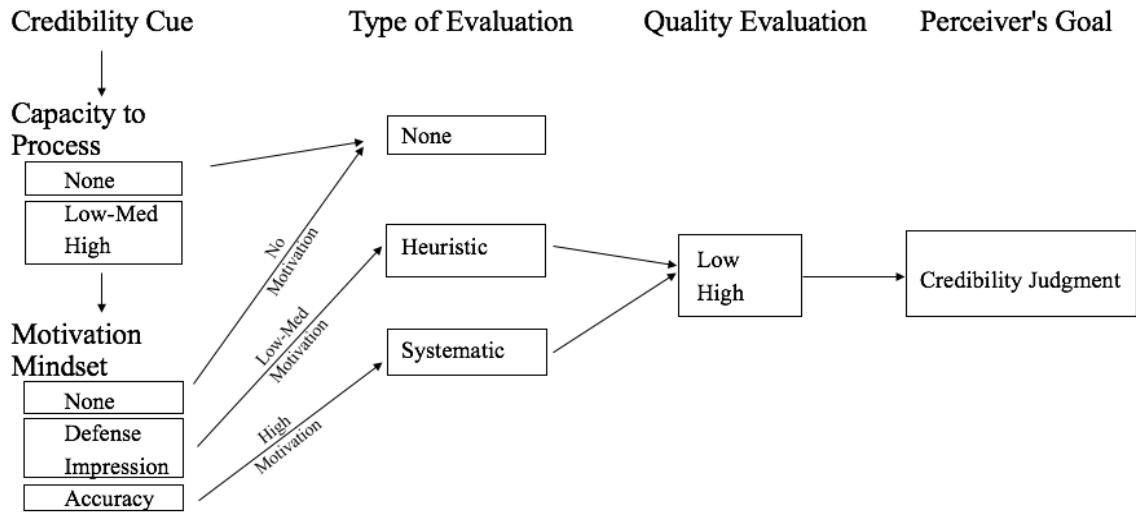 Credibility Cue
Type of Evaluation
Quality Evaluation
Perceiver's Goal
Capacity to
Process
None
Low-Med
High
None
Heuristic
Systematic
Low
High
Credibility Judgment
No
Motivation
Low-Med
Motivation
High
Motivation
Motivation
Mindset
None
Defense
Impression
Accuracy